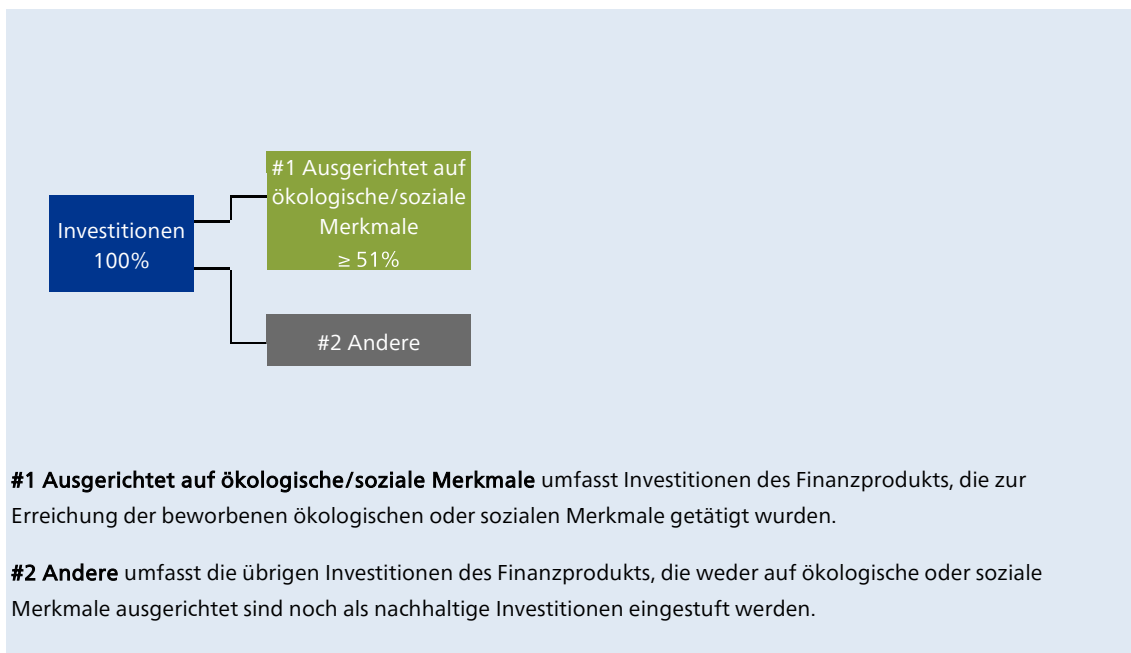 #1 Ausgerichtet auf
ökologische/soziale
Merkmale
≥ 51%
Investitionen
100%
#2 Andere
#1 Ausgerichtet auf ökologische/soziale Merkmale umfasst Investitionen des Finanzprodukts, die zur
Erreichung der beworbenen ökologischen oder sozialen Merkmale getätigt wurden.
#2 Andere umfasst die übrigen Investitionen des Finanzprodukts, die weder auf ökologische oder soziale
Merkmale ausgerichtet sind noch als nachhaltige Investitionen eingestuft werden.